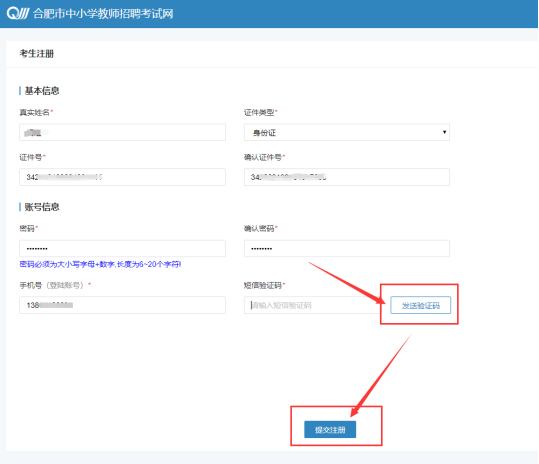 合肥市中小学教师招聘考试网
考生注册
基本信息
真实姓名*
证件类型*
身份证
证件号*
确认证件号*
342
34
账号信息
密码*
确认密码*
••••••••
••••••••
密码必须为大小写字母+数字,长度为6~20个字符!
手机号（登陆账号）*
短信验证码*
138
请输入短信验证码
发送验证码
提交注册